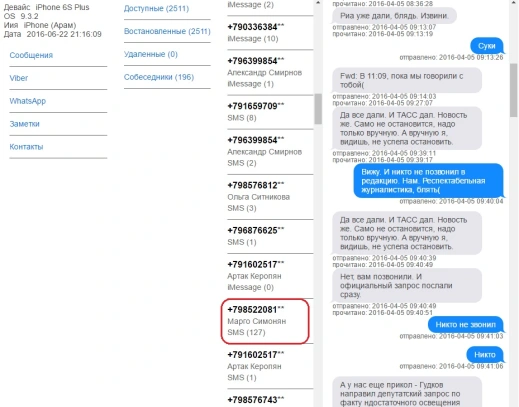 Девайс iPhone 6S Plus
OS 9.3.2
Имя iPhone (Арам)
Дата 2016-06-22 21:16:09
Сообщения
Viber
WhatsApp
Заметки
Контакты
Доступные (2511)
Востановленные (2511)
Удаленные (0)
Собеседники (196)
iMessage (2)
+790336384**
iMessage (10)
+796399854**
Александр Смирнов
iMessage (2)
+791659709**
SMS (8)
+796399854**
Александр Смирнов
SMS (2)
+798576812**
Ольга Ситникова
SMS (3)
+796876625**
SMS (1)
+791602517**
Артак Керопян
iMessage (0)
+798522081**
Марго Симонян
SMS (127)
+791602517**
Артак Керопян
SMS (1)
+798576743**
прочитано: 2016-04-05 08:36:28
Риа уже дали, блядь. Извини.
отправлено: 2016-04-05 09:13:07
прочитано: 2016-04-05 09:13:19
Суки
отправлено: 2016-04-05 09:13:26
Fwd: В 11:09, пока мы говорили с
тобой(
отправлено: 2016-04-05 09:14:03
прочитано: 2016-04-05 09:27:07
Да все дали. И ТАСС дал. Новость
же. Само не остановится, надо
только вручную. А вручную я,
видишь, не успела остановить.
отправлено: 2016-04-05 09:39:11
прочитано: 2016-04-05 09:39:17
Вижу. И никто не позвонил в
редакцию. Нам. Респектабельная
журналистика, блять(
отправлено: 2016-04-05 09:40:04
Да все дали. И ТАСС дал. Новость
же. Само не остановится, надо
только вручную. А вручную я,
видишь, не успела остановить.
отправлено: 2016-04-05 09:40:39
прочитано: 2016-04-05 09:40:49
Нет, вам позвонили. И
официальный запрос послали
сразу.
отправлено: 2016-04-05 09:40:49
прочитано: 2016-04-05 09:40:51
Никто не звонил
отправлено: 2016-04-05 09:41:03
Никто
отправлено: 2016-04-05 09:41:06
А у нас еще прикол - Гудков
направил депутатский запрос по
факту ндостаточного освещения